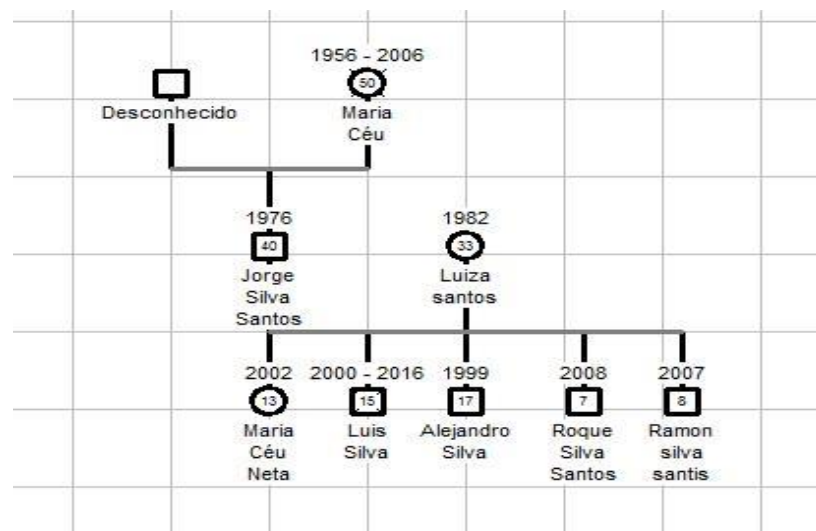 1956 - 2006
50
Desconhecido
Maria
Céu
1976
1982
40
33
Jorge
Silva
Santos
Luiza
santos
2002
2000 - 2016
1999
2008
2007
13
15
17
7
8
Maria
Céu
Neta
Luis
Silva
Alejandro
Silva
Roque
Silva
Santos
Ramon
silva
santis